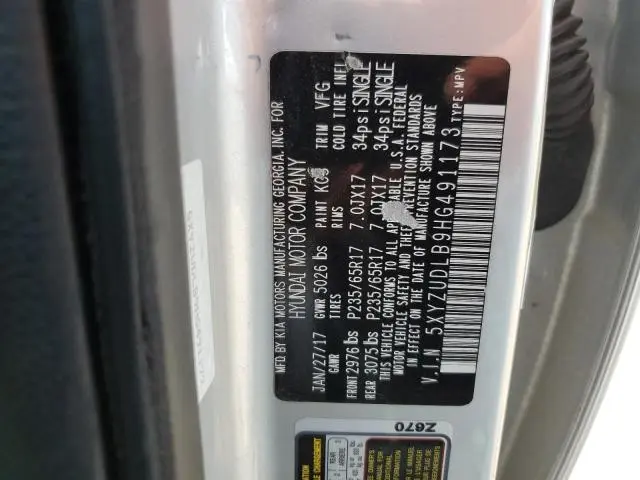 MFD.BY KIA MOTORS MANUFACTURING GEORGIA, INC. FOR
HYUNDAI MOTOR COMPANY
JAN/27/17 GVWR 5026 lbs PAINT TRIM VFG
GAWR TIRES RIMS COLD TIRE INFL
FRONT 2976 lbs P235/65R17 7.0JX17 34psi SINGLE
REAR 3075 lbs P235/65R17 7.0JX17 34psi SINGLE
THIS VEHICLE CONFORMS TO ALL APPLICABLE U.S.A. FEDERAL
MOTOR VEHICLE SAFETY AND THEFT PREVENTION STANDARDS
IN EFFECT ON THE DATE OF MANUFACTURE SHOWN ABOVE
V.I.N. 5XYZUDLB9HG491173 TYPE:MPV
Z670